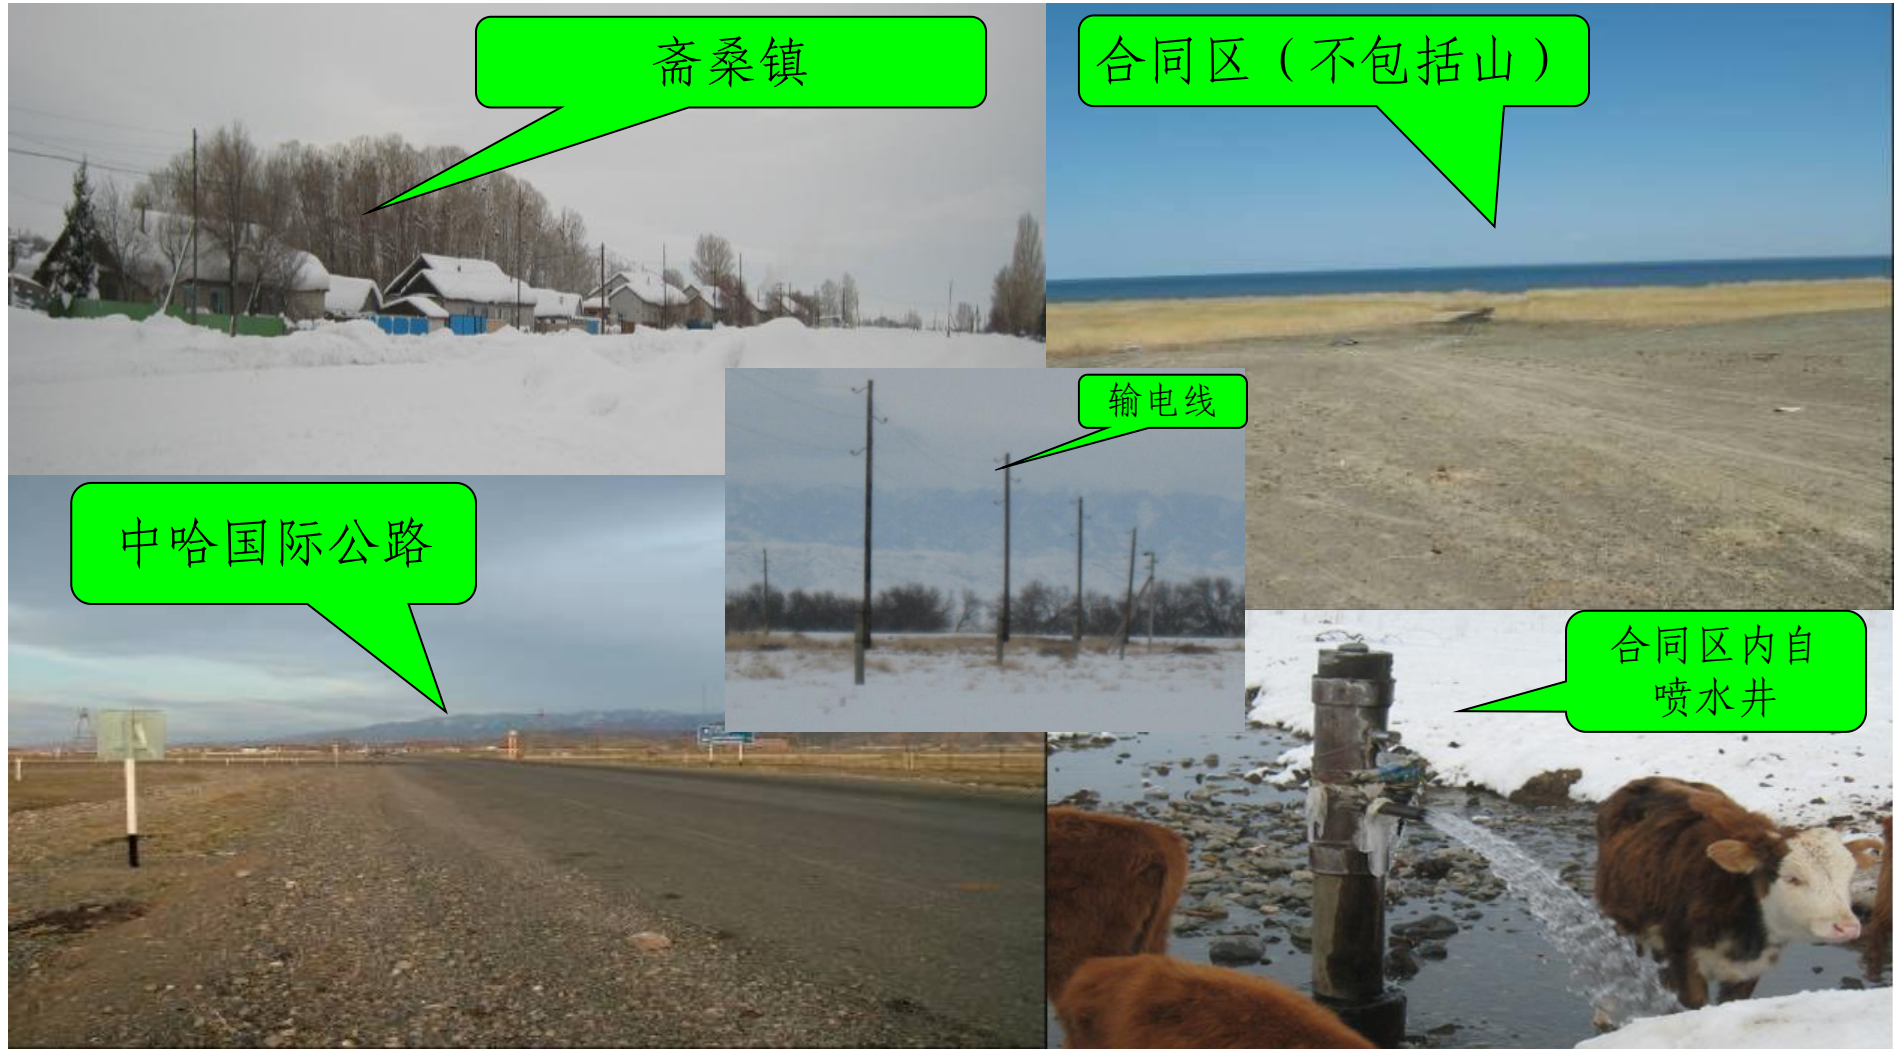 斋桑镇
合同区（不包括山）
输电线
中哈国际公路
合同区内自
喷水井